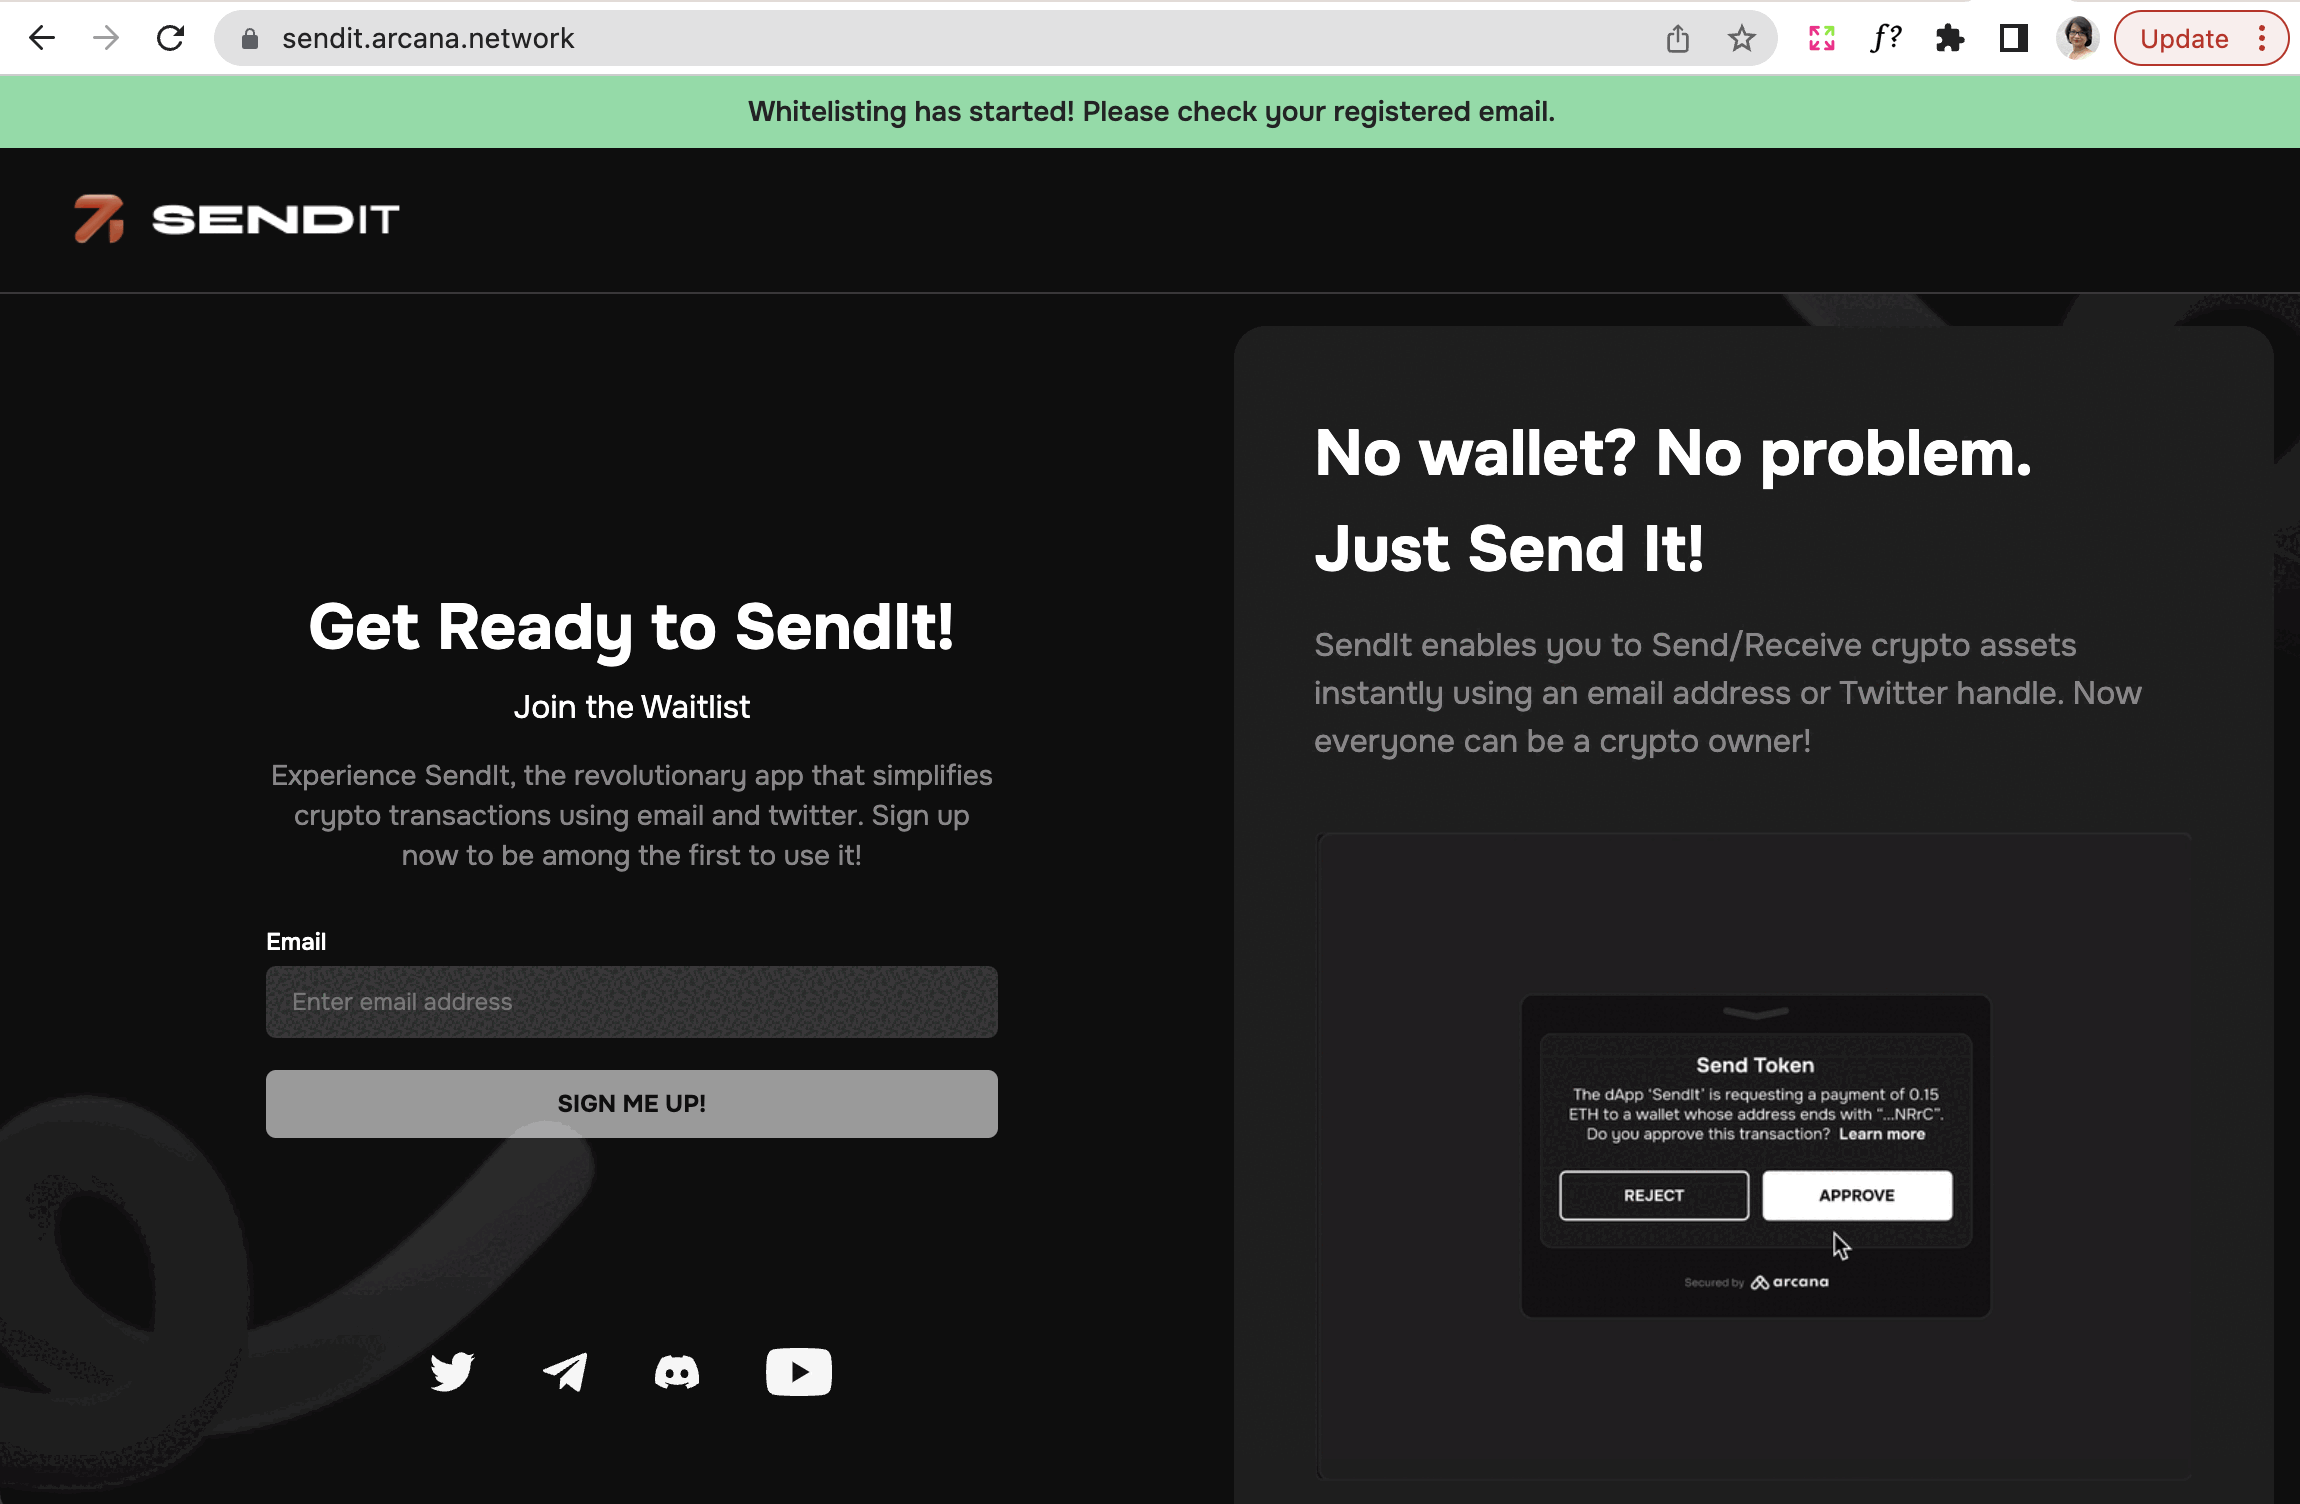 sendit.arcana.network
f?
Update
Whitelisting has started! Please check your registered email.
SENDIT
Get Ready to SendIt!
Join the Waitlist
Experience SendIt, the revolutionary app that simplifies
crypto transactions using email and twitter. Sign up
now to be among the first to use it!
Email
Enter email address
SIGN ME UP!
No wallet? No problem.
Just Send It!
SendIt enables you to Send/Receive crypto assets
instantly using an email address or Twitter handle. Now
everyone can be a crypto owner!
Send Token
The dApp ‘SendIt’ is requesting a payment of 0.15
ETH to a wallet whose address ends with “...NRrC”.
Do you approve this transaction? Learn more
REJECT
APPROVE
Secured by arcana